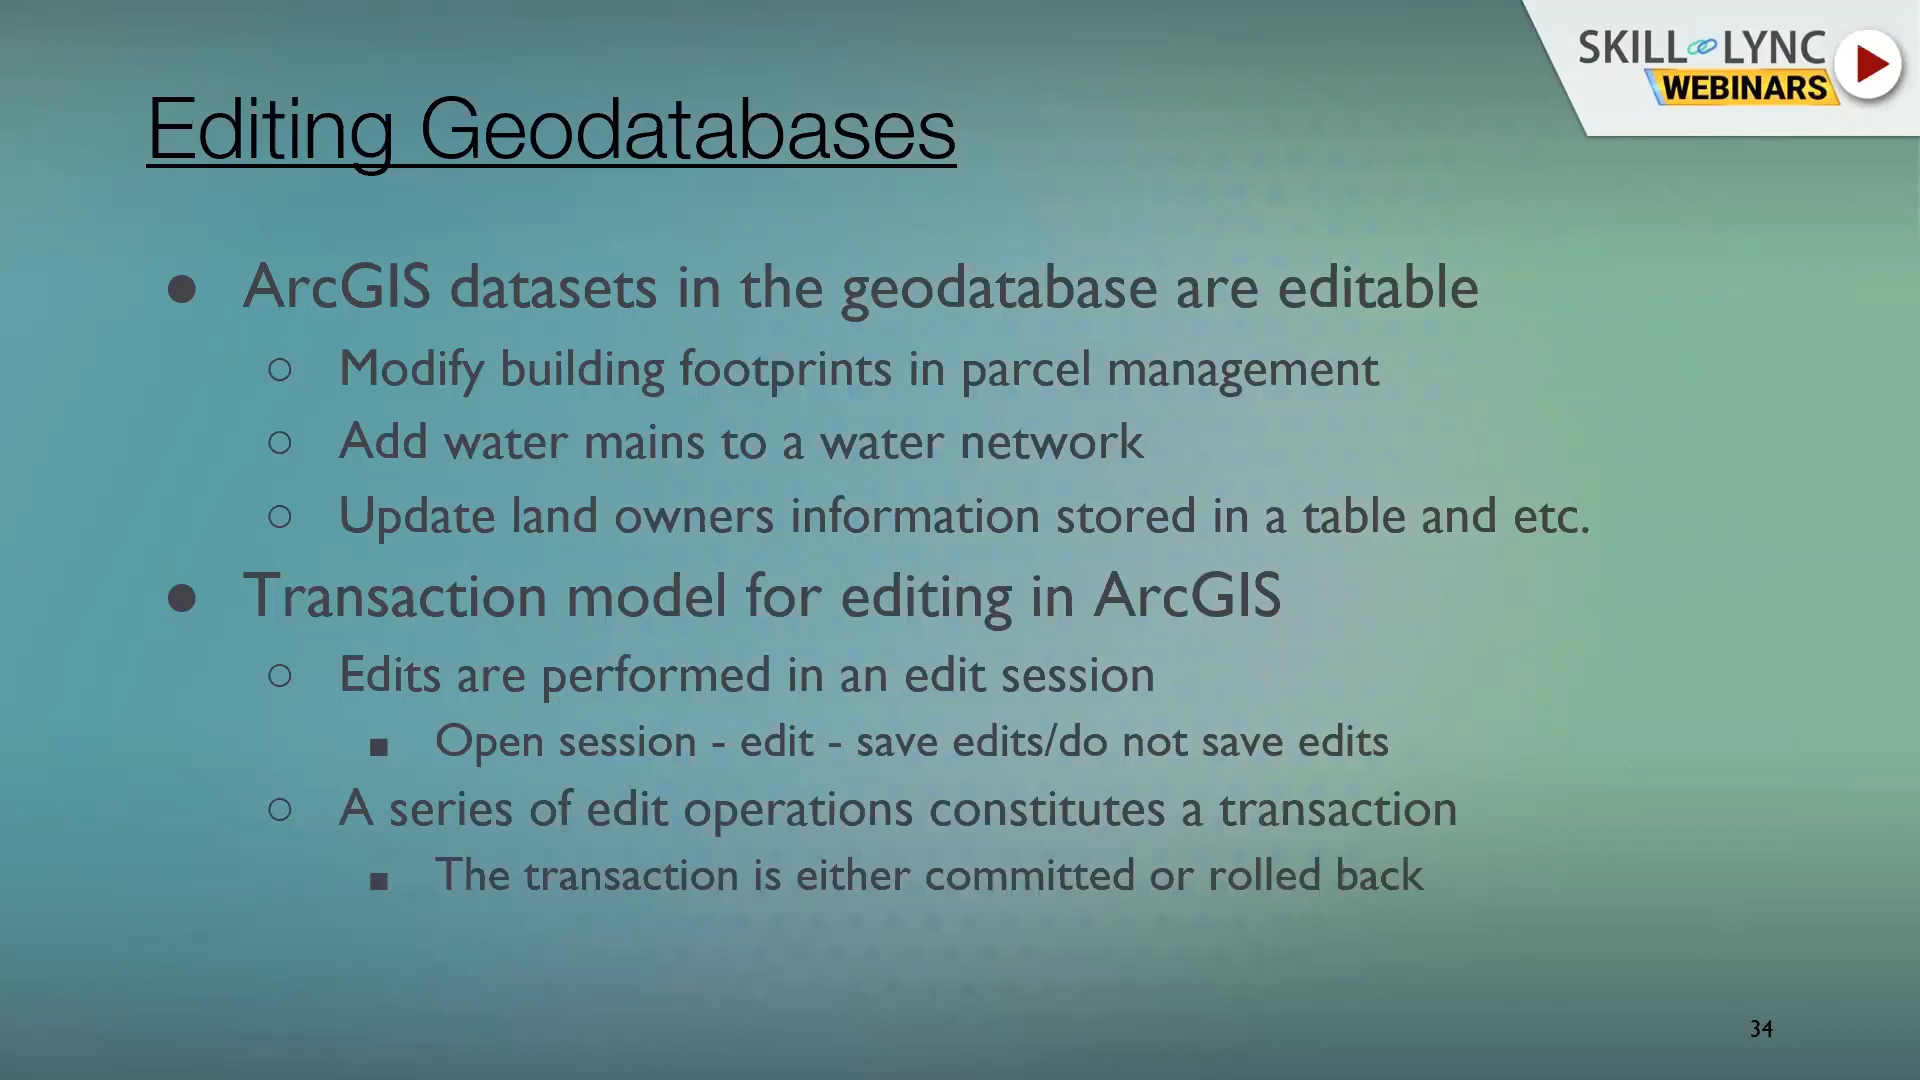 SKILL LYNC
WEBINARS
Editing Geodatabases
● ArcGIS datasets in the geodatabase are editable
○ Modify building footprints in parcel management
○ Add water mains to a water network
○ Update land owners information stored in a table and etc.
● Transaction model for editing in ArcGIS
○ Edits are performed in an edit session
■ Open session - edit - save edits/do not save edits
○ A series of edit operations constitutes a transaction
■ The transaction is either committed or rolled back
34